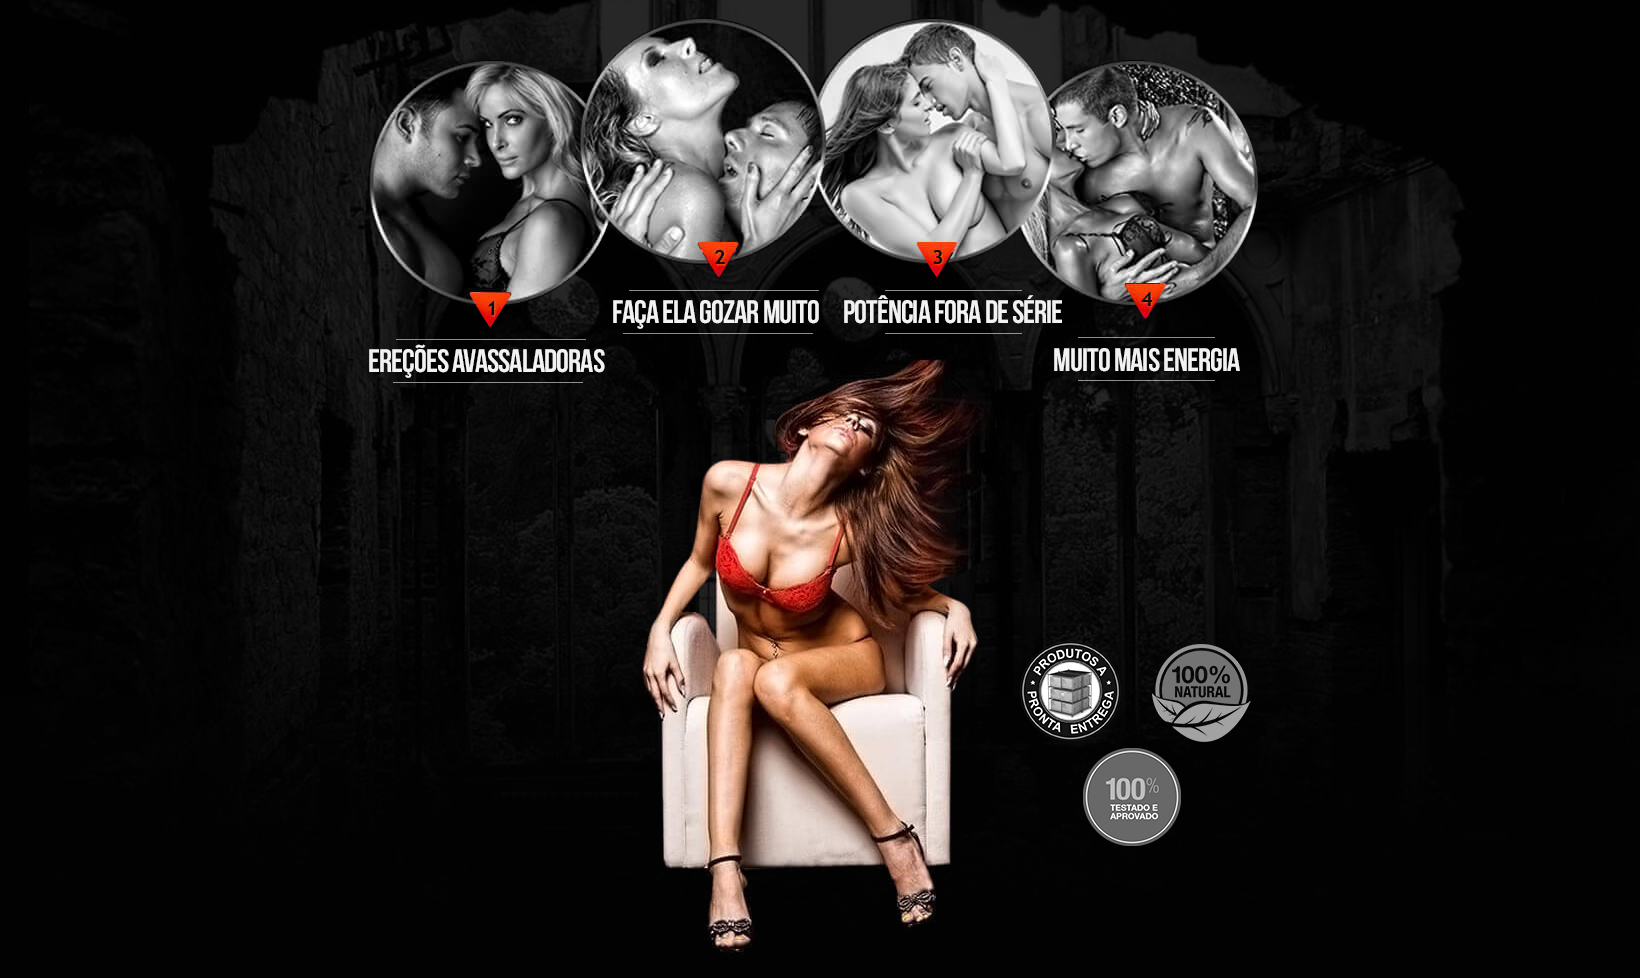 1
EREÇÕES AVASSALADORAS
2
FAÇA ELA GOZAR MUITO
3
POTÊNCIA FORA DE SÉRIE
4
MUITO MAIS ENERGIA
PRODUTOS A
PRONTA ENTREGA
100%
NATURAL
100%
TESTADO E
APROVADO